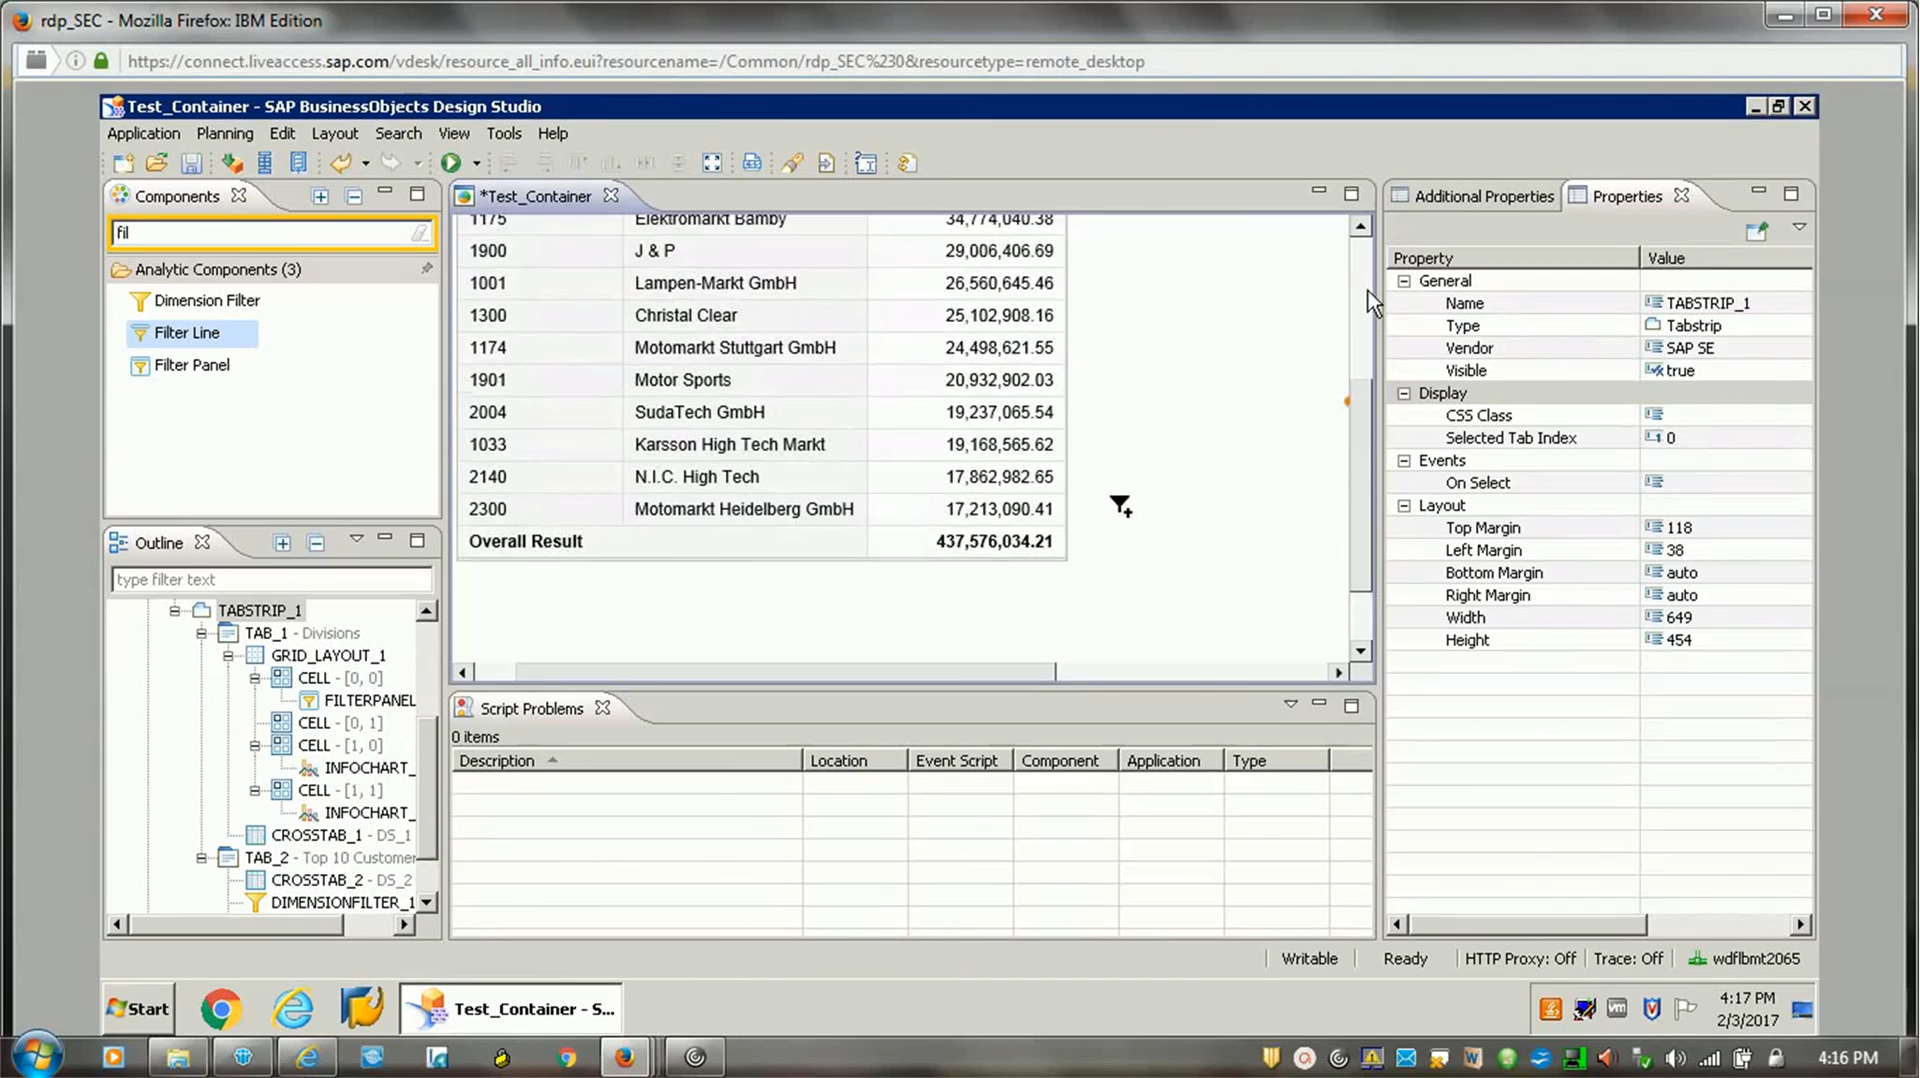 rdp_SEC - Mozilla Firefox: IBM Edition
https://connect.liveaccess.sap.com/vdesk/resource_all_info.eui?resourcename=/Common/rdp_SEC%230&resourcetype=remote_desktop
Test_Container - SAP BusinessObjects Design Studio
Application Planning Edit Layout Search View Tools Help
Components
fil
Analytic Components (3)
Dimension Filter
Filter Line
Filter Panel
Outline
type filter text
TABSTRIP_1
TAB_1 - Divisions
GRID_LAYOUT_1
CELL - [0, 0]
FILTERPANEL
CELL - [0, 1]
CELL - [1, 0]
INFOCHART_
CELL - [1, 1]
INFOCHART_
CROSSTAB_1 - DS_1
TAB_2 - Top 10 Customer
CROSSTAB_2 - DS_2
DIMENSIONFILTER_1
*Test_Container
1175 Elektromarkt Bamby 34,774,040.38
1900 J & P 29,006,406.69
1001 Lampen-Markt GmbH 26,560,645.46
1300 Christal Clear 25,102,908.16
1174 Motomarkt Stuttgart GmbH 24,498,621.55
1901 Motor Sports 20,932,902.03
2004 SudaTech GmbH 19,237,065.54
1033 Karsson High Tech Markt 19,168,565.62
2140 N.I.C. High Tech 17,862,982.65
2300 Motomarkt Heidelberg GmbH 17,213,090.41
Overall Result 437,576,034.21
Script Problems
0 items
Description Location Event Script Component Application Type
Additional Properties Properties
Property Value
General
Name TABSTRIP_1
Type Tabstrip
Vendor SAP SE
Visible true
Display
CSS Class
Selected Tab Index 0
Events
On Select
Layout
Top Margin 118
Left Margin 38
Bottom Margin auto
Right Margin auto
Width 649
Height 454
Writable Ready HTTP Proxy: Off Trace: Off wdflbmt2065
Start Test_Container - S... 4:17 PM
2/3/2017
4:16 PM